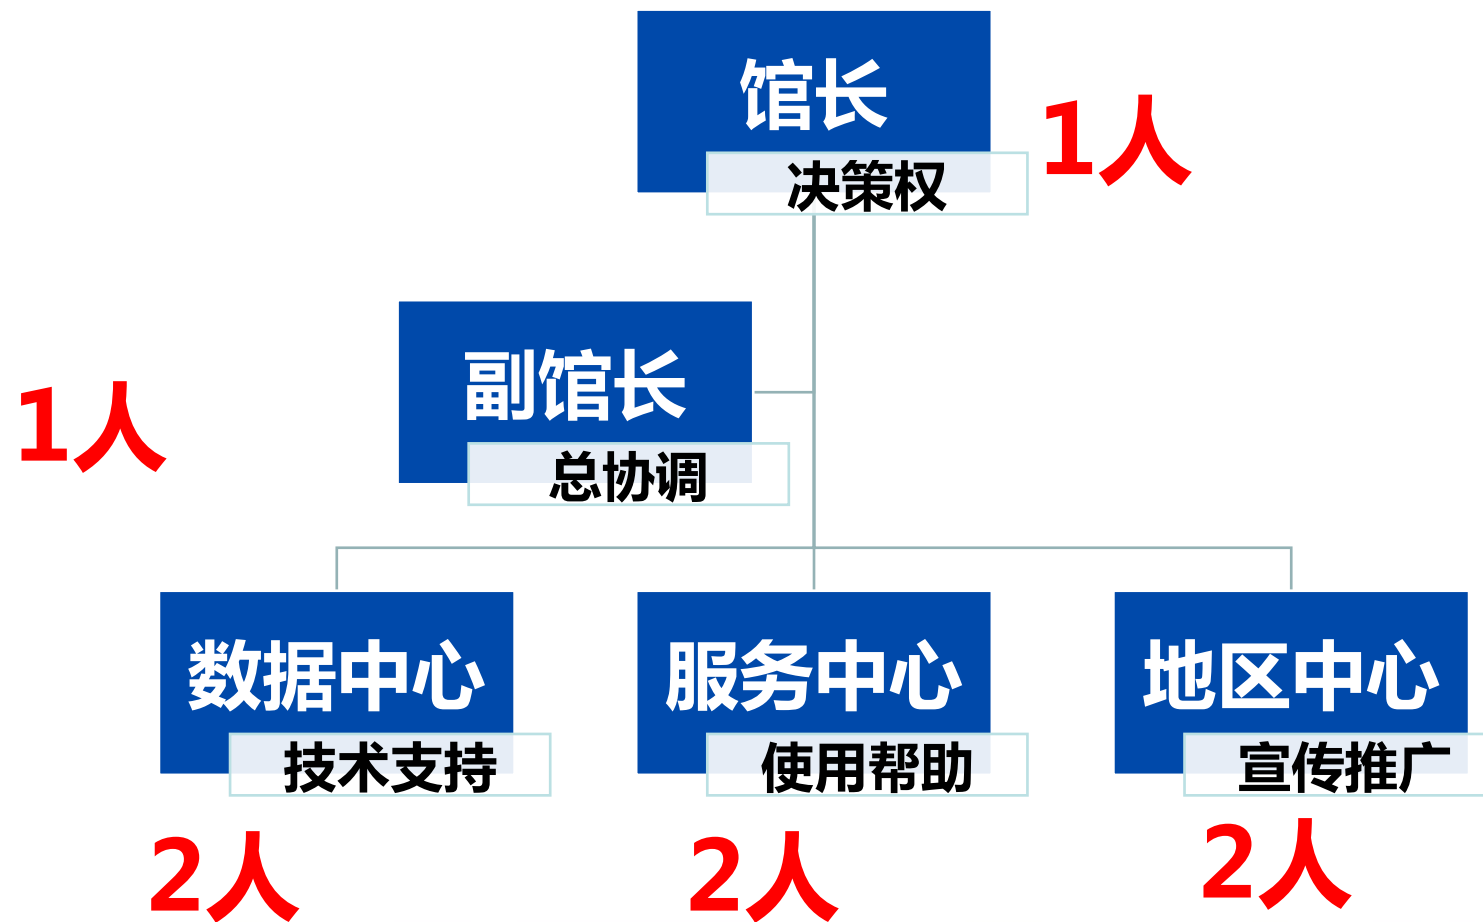 馆长
决策权
1人
副馆长
总协调
1人
数据中心
技术支持
2人
服务中心
使用帮助
2人
地区中心
宣传推广
2人